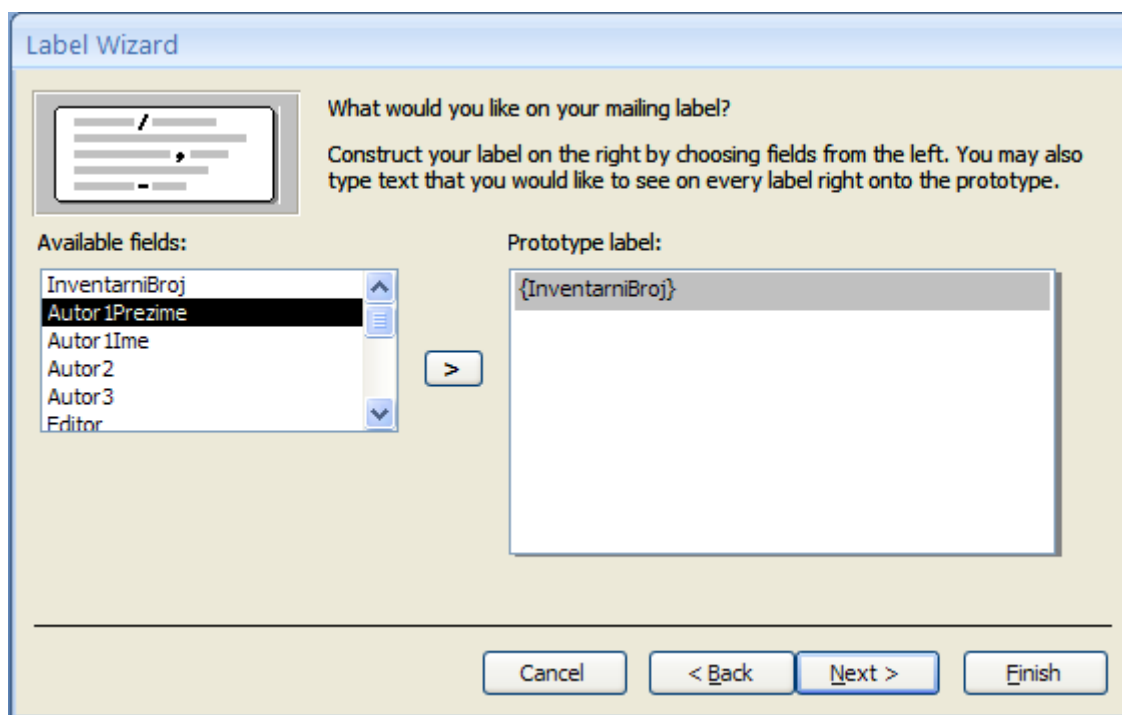 Label Wizard
What would you like on your mailing label?
Construct your label on the right by choosing fields from the left. You may also
type text that you would like to see on every label right onto the prototype.
Available fields:
InventarniBroj
Autor1Prezime
Autor1Ime
Autor2
Autor3
Editor
>
Prototype label:
{InventarniBroj}
Cancel
< Back
Next >
Finish